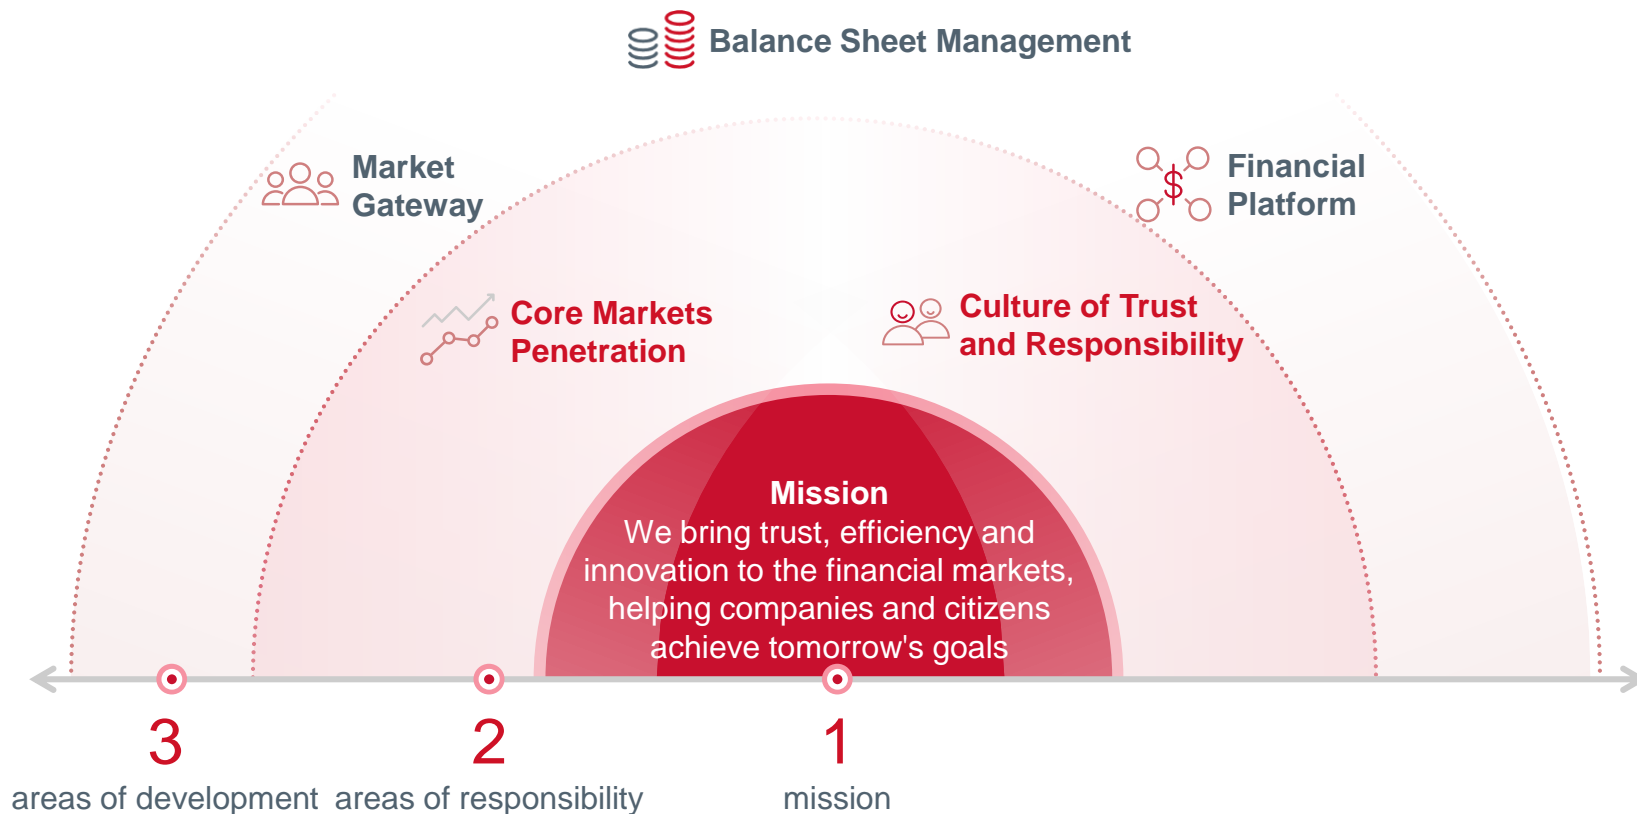 Balance Sheet Management
Market
Gateway
Financial
Platform
Core Markets
Penetration
Culture of Trust
and Responsibility
Mission
We bring trust, efficiency and
innovation to the financial markets,
helping companies and citizens
achieve tomorrow's goals
3
areas of development
2
areas of responsibility
1
mission